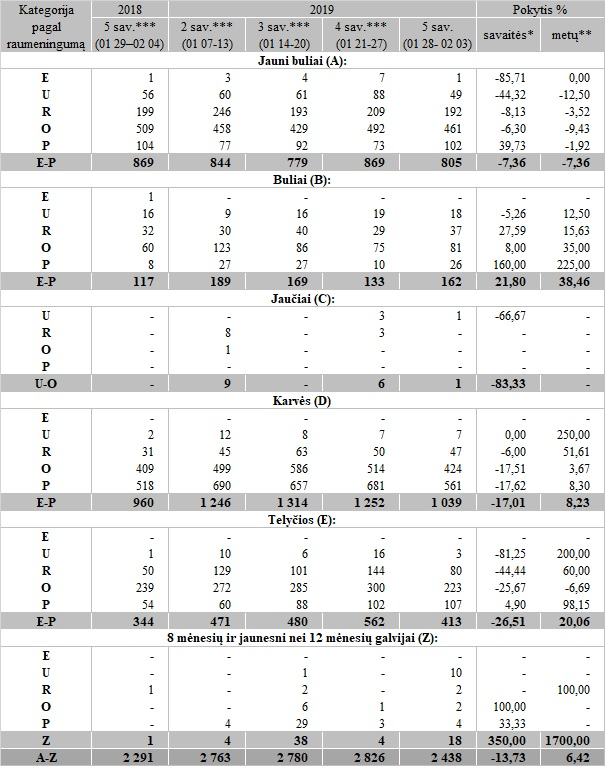 Kategorija pagal raumeningumą 2018 2019 Pokytis %
5 sav.*** (01 29–02 04) 2 sav.*** (01 07-13) 3 sav.*** (01 14-20) 4 sav.*** (01 21-27) 5 sav. (01 28- 02 03) savaitės* metų**
Jauni buliai (A):
E 1 3 4 7 1 -85,71 0,00
U 56 60 61 88 49 -44,32 -12,50
R 199 246 193 209 192 -8,13 -3,52
O 509 458 429 492 461 -6,30 -9,43
P 104 77 92 73 102 39,73 -1,92
E-P 869 844 779 869 805 -7,36 -7,36
Buliai (B):
E 1 - - - - - -
U 16 9 16 19 18 -5,26 12,50
R 32 30 40 29 37 27,59 15,63
O 60 123 86 75 81 8,00 35,00
P 8 27 27 10 26 160,00 225,00
E-P 117 189 169 133 162 21,80 38,46
Jaučiai (C):
U - - - 3 1 -66,67 -
R - 8 - 3 - - -
O - 1 - - - - -
P - - - - - - -
U-O - 9 - 6 1 -83,33 -
Karvės (D)
E - - - - - - -
U 2 12 8 7 7 0,00 250,00
R 31 45 63 50 47 -6,00 51,61
O 409 499 586 514 424 -17,51 3,67
P 518 690 657 681 561 -17,62 8,30
E-P 960 1 246 1 314 1 252 1 039 -17,01 8,23
Telyčios (E):
E - - - - - - -
U 1 10 6 16 3 -81,25 200,00
R 50 129 101 144 80 -44,44 60,00
O 239 272 285 300 223 -25,67 -6,69
P 54 60 88 102 107 4,90 98,15
E-P 344 471 480 562 413 -26,51 20,06
8 mėnesių ir jaunesni nei 12 mėnesių galvijai (Z):
E - - - - - - -
U - - 1 - 10 - -
R 1 - 2 - 2 - 100,00
O - - 6 1 2 100,00 -
P - 4 29 3 4 33,33 -
Z 1 4 38 4 18 350,00 1700,00
A-Z 2 291 2 763 2 780 2 826 2 438 -13,73 6,42